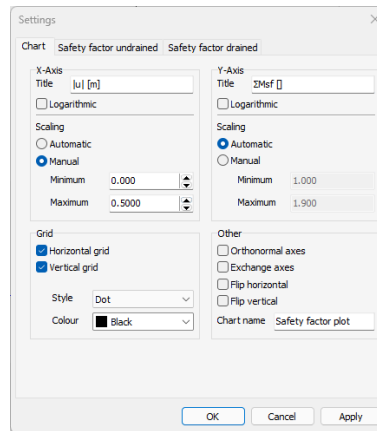 Settings
Chart Safety factor undrained Safety factor drained
X-Axis
Title |u| [m]
Logarithmic
Scaling
Automatic
Manual
Minimum 0.000
Maximum 0.5000
Y-Axis
Title ΣMsf []
Logarithmic
Scaling
Automatic
Manual
Minimum 1.000
Maximum 1.900
Grid
Horizontal grid
Vertical grid
Style Dot
Colour Black
Other
Orthonormal axes
Exchange axes
Flip horizontal
Flip vertical
Chart name Safety factor plot
OK Cancel Apply